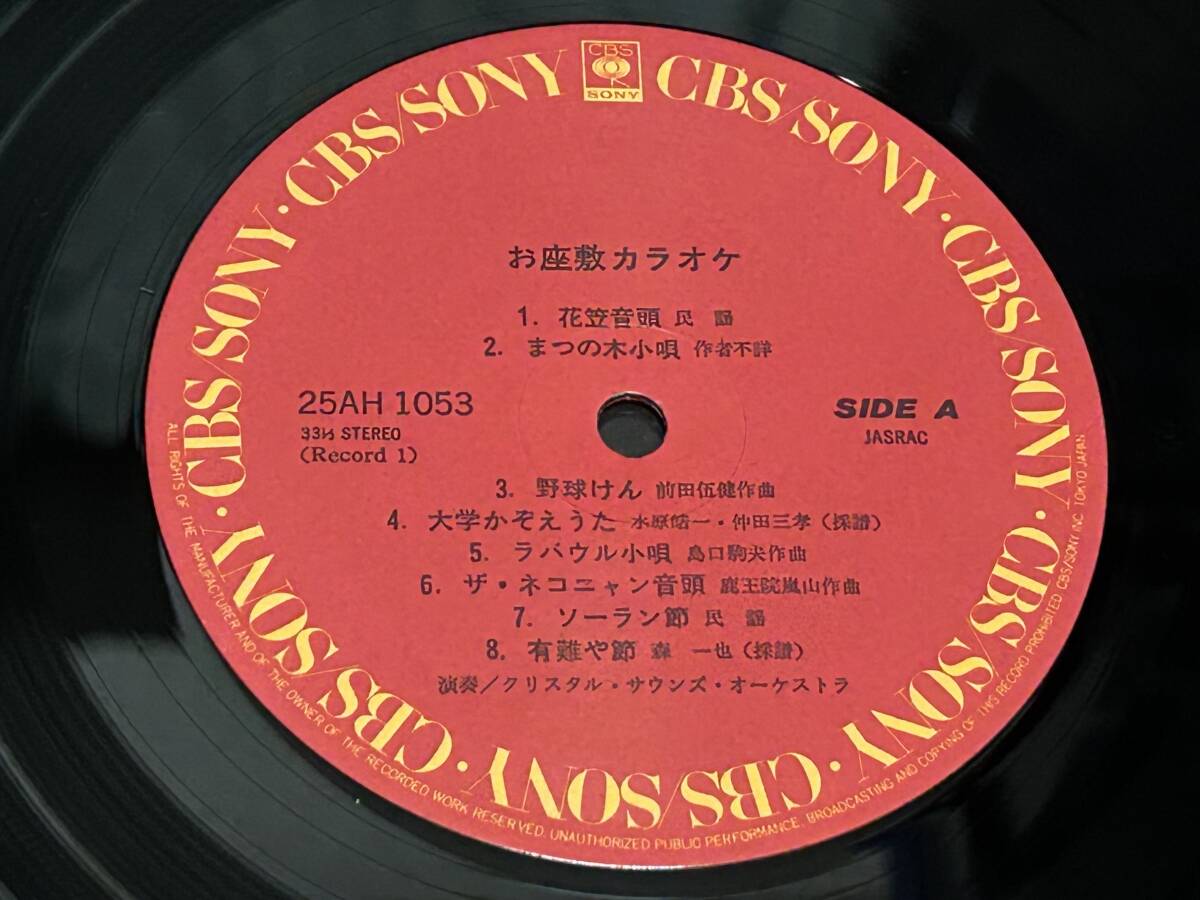 CBS
SONY
CBS/SONY · CBS/SONY · CBS/SONY · CBS/SONY · CBS/SONY · CBS/SONY · CBS/SONY · CBS/SONY · CBS/SONY · CBS/SONY
お座敷カラオケ
1. 花笠音頭 民謡
2. まつの木小唄 作者不詳
25AH 1053
33⅓ STEREO
(Record 1)
SIDE A
JASRAC
3. 野球けん 前田伍健作曲
4. 大学かぞえうた 水原皓一・仲田三孝(採譜)
5. ラバウル小唄 島口駒夫作曲
6. ザ・ネコニャン音頭 鹿王院嵐山作曲
7. ソーラン節 民謡
8. 有難や節 森 一也(採譜)
演奏/クリスタル・サウンズ・オーケストラ
ALL RIGHTS OF THE MANUFACTURER AND OF THE OWNER OF THE RECORDED WORK RESERVED. UNAUTHORIZED PUBLIC PERFORMANCE, BROADCASTING AND COPYING OF THIS RECORD PROHIBITED CBS/SONY INC. TOKYO JAPAN